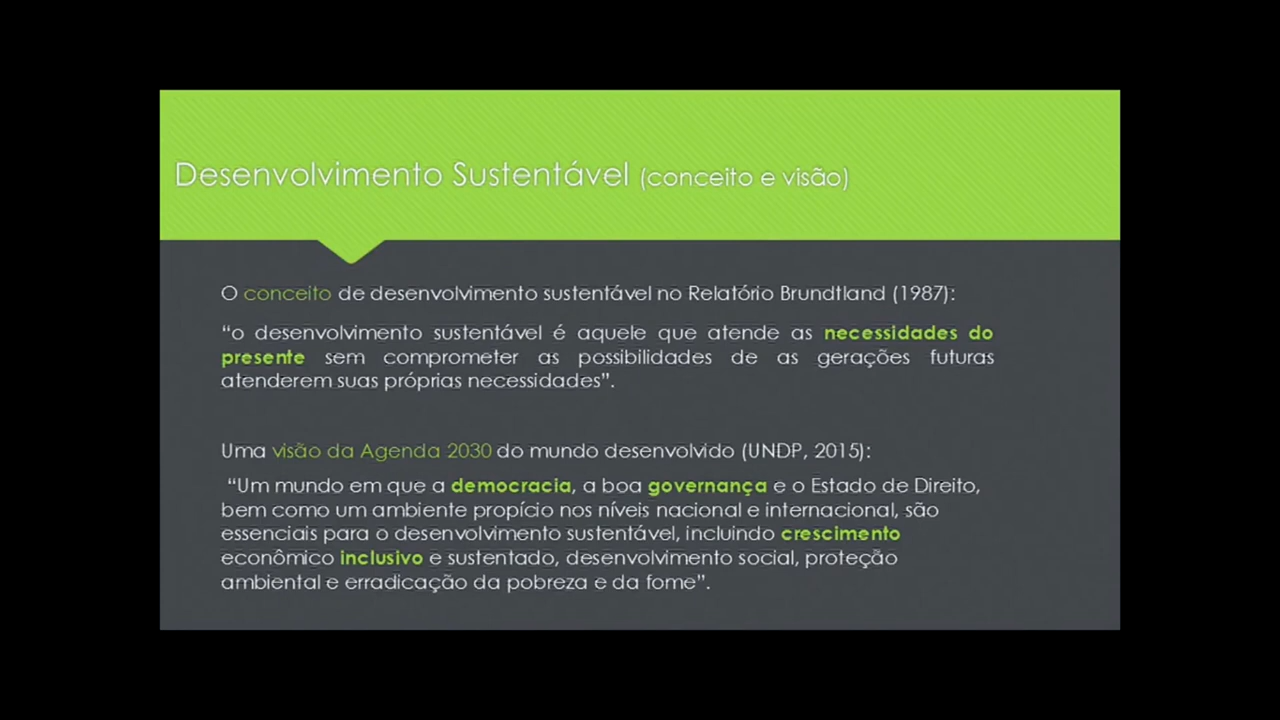 Desenvolvimento Sustentável (conceito e visão)
O conceito de desenvolvimento sustentável no Relatório Brundtland (1987):
“o desenvolvimento sustentável é aquele que atende as necessidades do
presente sem comprometer as possibilidades de as gerações futuras
atenderem suas próprias necessidades”.
Uma visão da Agenda 2030 do mundo desenvolvido (UNDP, 2015):
“Um mundo em que a democracia, a boa governança e o Estado de Direito,
bem como um ambiente propício nos níveis nacional e internacional, são
essenciais para o desenvolvimento sustentável, incluindo crescimento
econômico inclusivo e sustentado, desenvolvimento social, proteção
ambiental e erradicação da pobreza e da fome”.